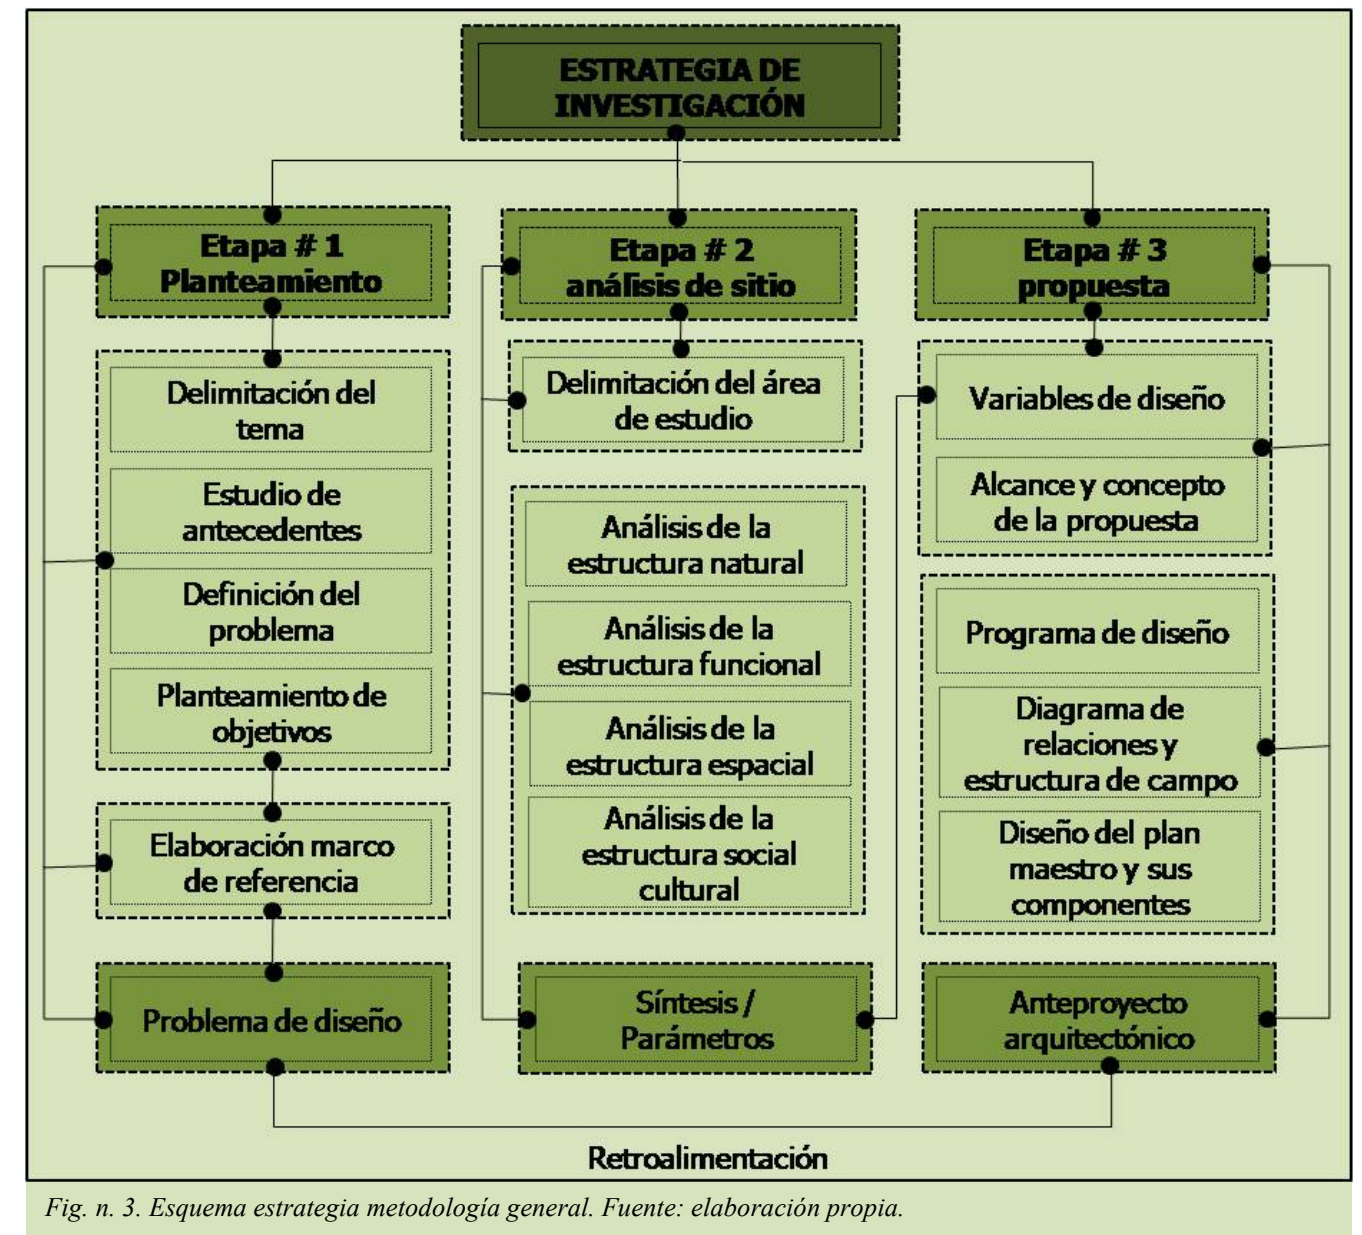 ESTRATEGIA DE
INVESTIGACIÓN
Etapa # 1
Planteamiento
Delimitación del
tema
Estudio de
antecedentes
Definición del
problema
Planteamiento de
objetivos
Elaboración marco
de referencia
Problema de diseño
Etapa # 2
análisis de sitio
Delimitación del área
de estudio
Análisis de la
estructura natural
Análisis de la
estructura funcional
Análisis de la
estructura espacial
Análisis de la
estructura social
cultural
Síntesis /
Parámetros
Etapa # 3
propuesta
Variables de diseño
Alcance y concepto
de la propuesta
Programa de diseño
Diagrama de
relaciones y
estructura de campo
Diseño del plan
maestro y sus
componentes
Anteproyecto
arquitectónico
Retroalimentación
Fig. n. 3. Esquema estrategia metodología general. Fuente: elaboración propia.